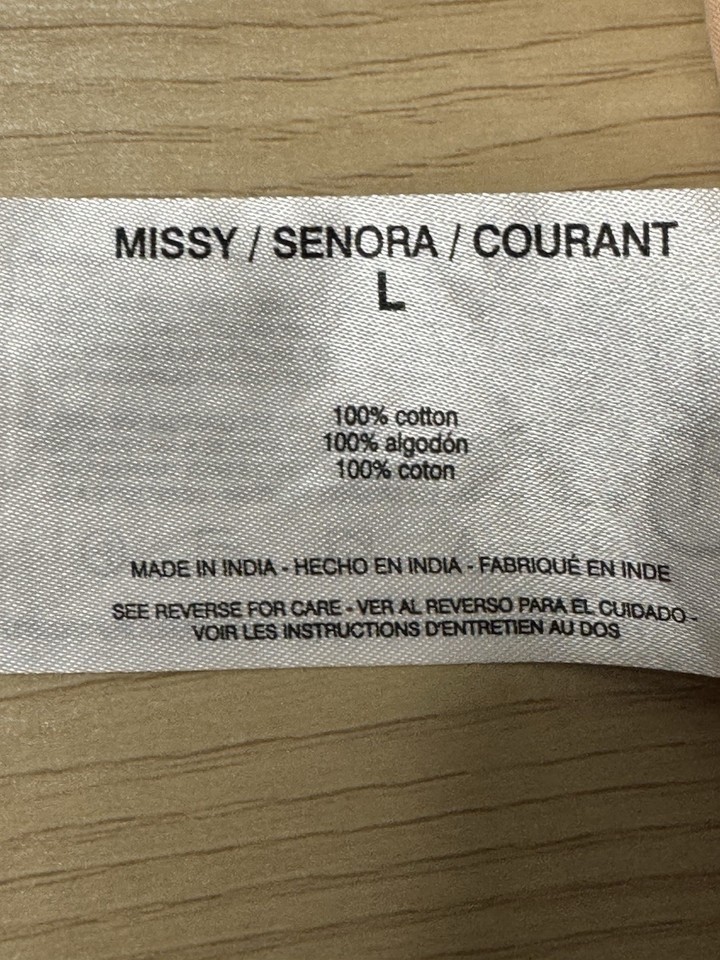 MISSY / SENORA / COURANT
L
100% cotton
100% algodón
100% coton
MADE IN INDIA - HECHO EN INDIA - FABRIQUÉ EN INDE
SEE REVERSE FOR CARE - VER AL REVERSO PARA EL CUIDADO -
VOIR LES INSTRUCTIONS D'ENTRETIEN AU DOS